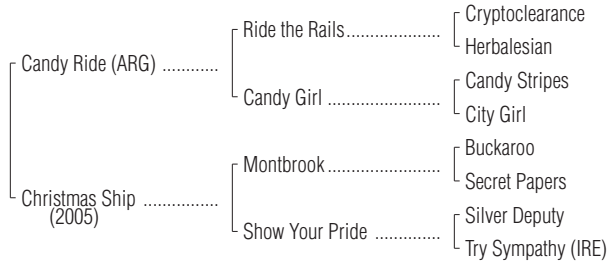 Cryptoclearance
Ride the Rails.....................
Herbalesian
Candy Ride (ARG) ............
Candy Stripes
Candy Girl .........................
City Girl
Buckaroo
Montbrook.........................
Secret Papers
Christmas Ship ................
(2005)
Silver Deputy
Show Your Pride ..............
Try Sympathy (IRE)